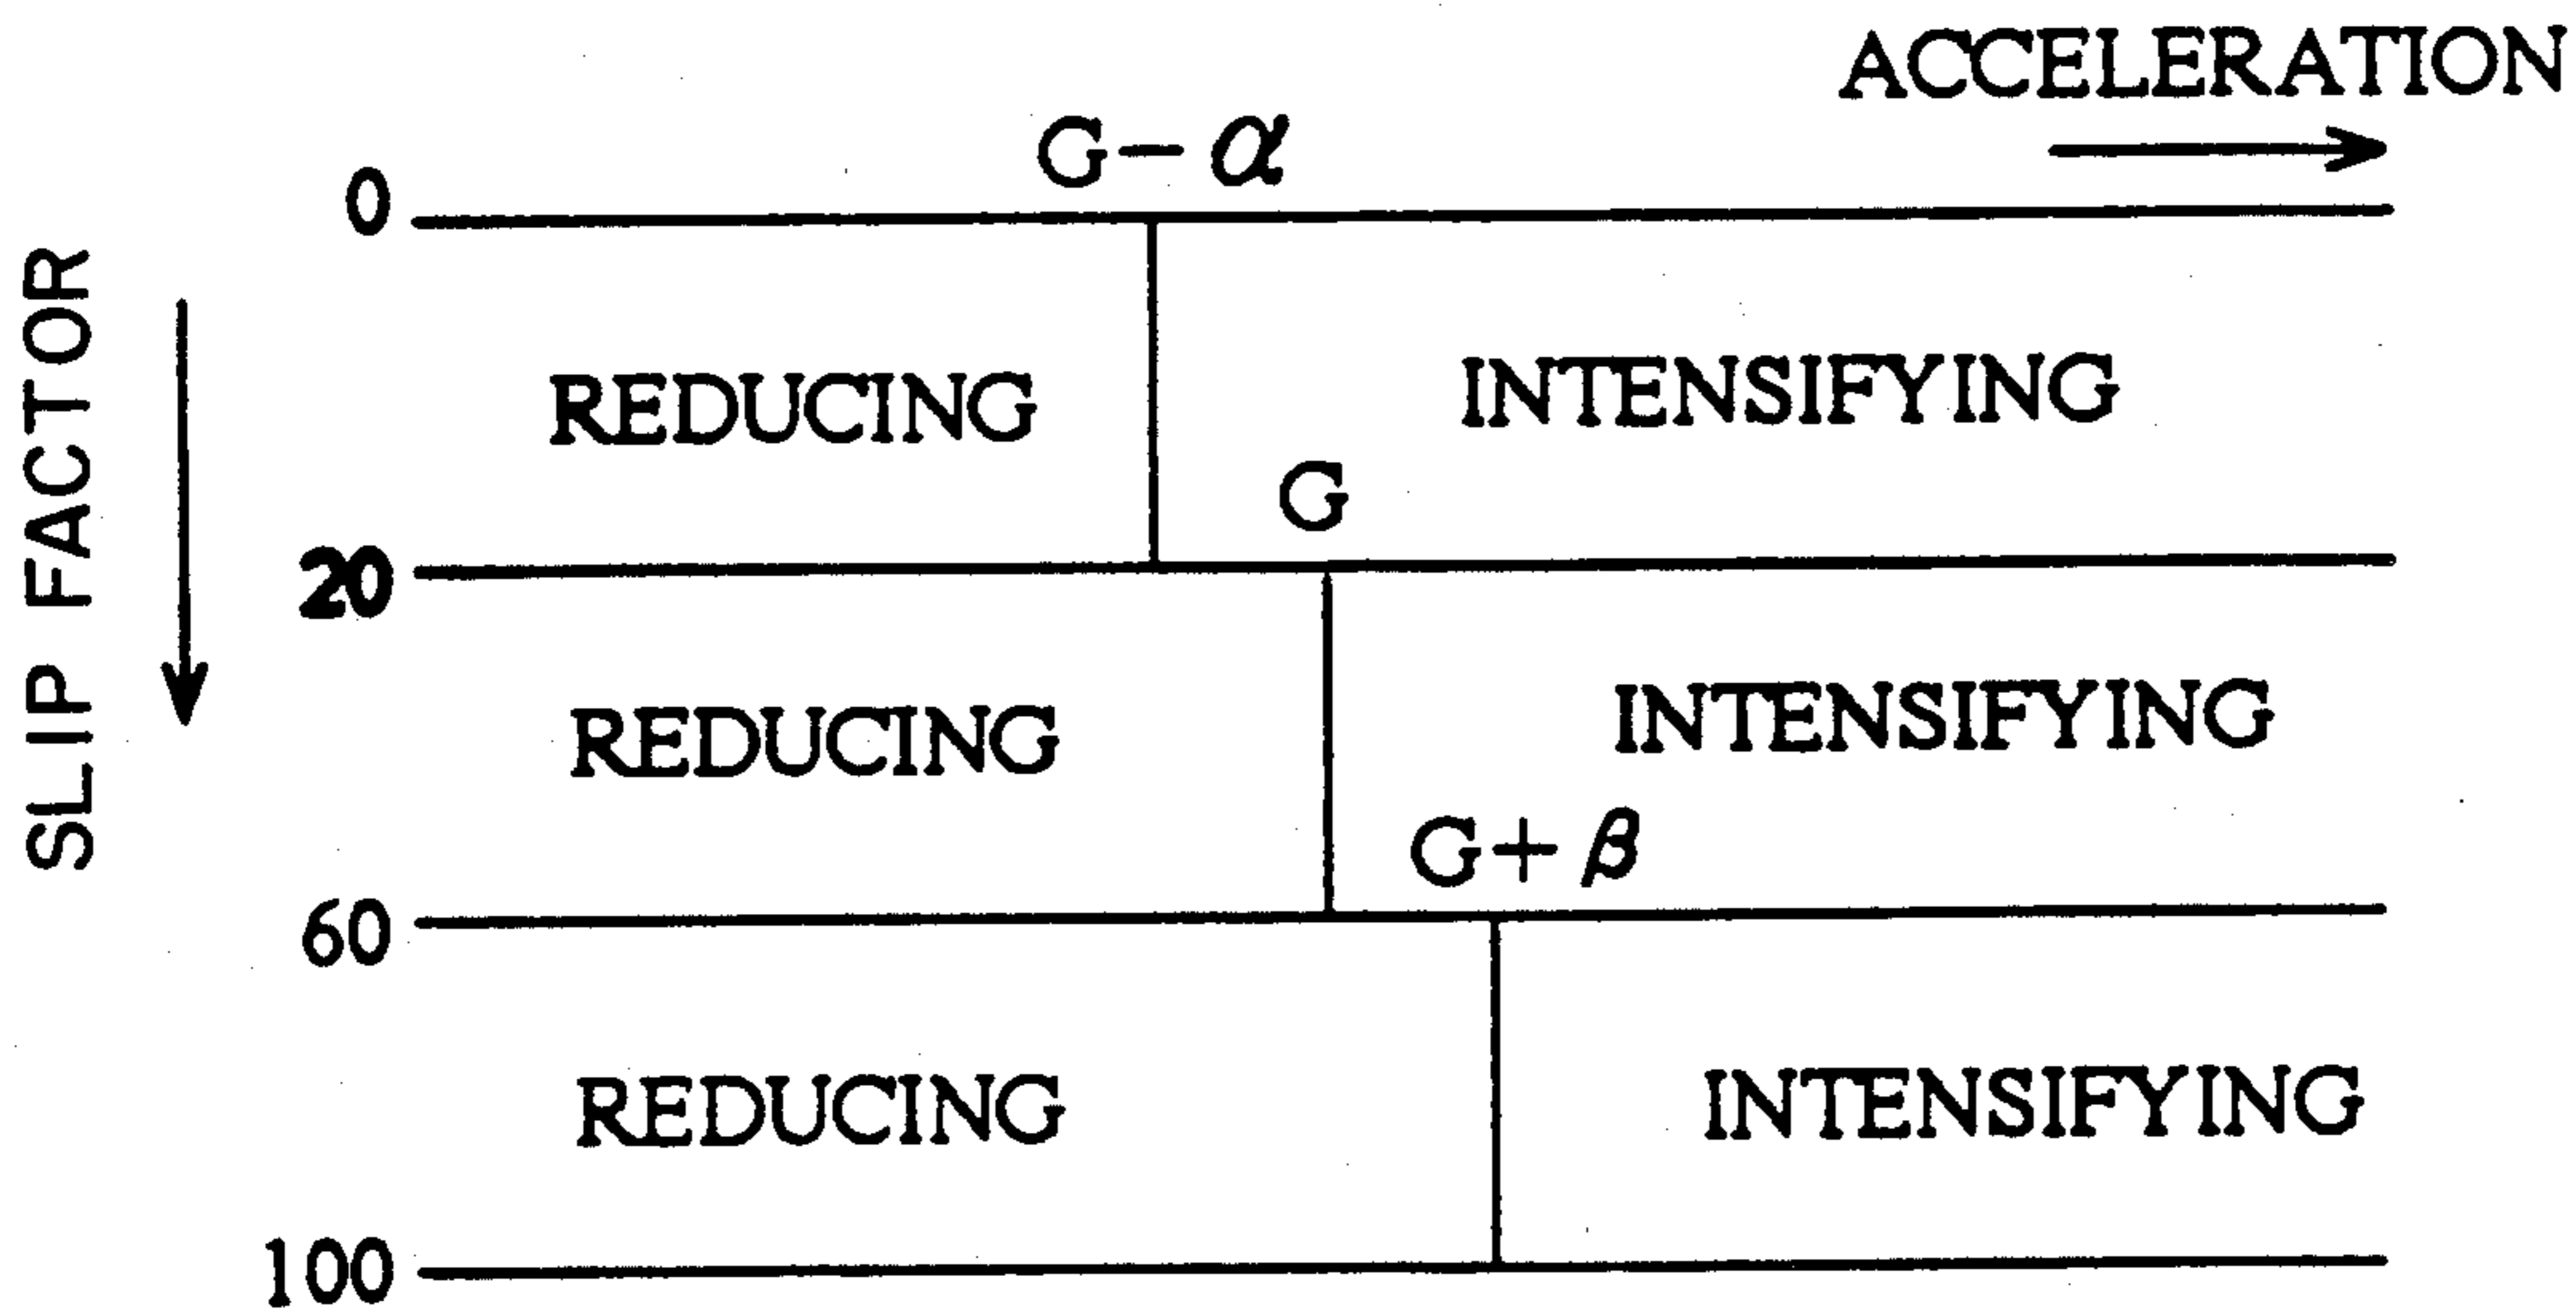 ACCELERATION
G-α
0
SLIP FACTOR
REDUCING
INTENSIFYING
G
20
REDUCING
INTENSIFYING
G+β
60
REDUCING
INTENSIFYING
100